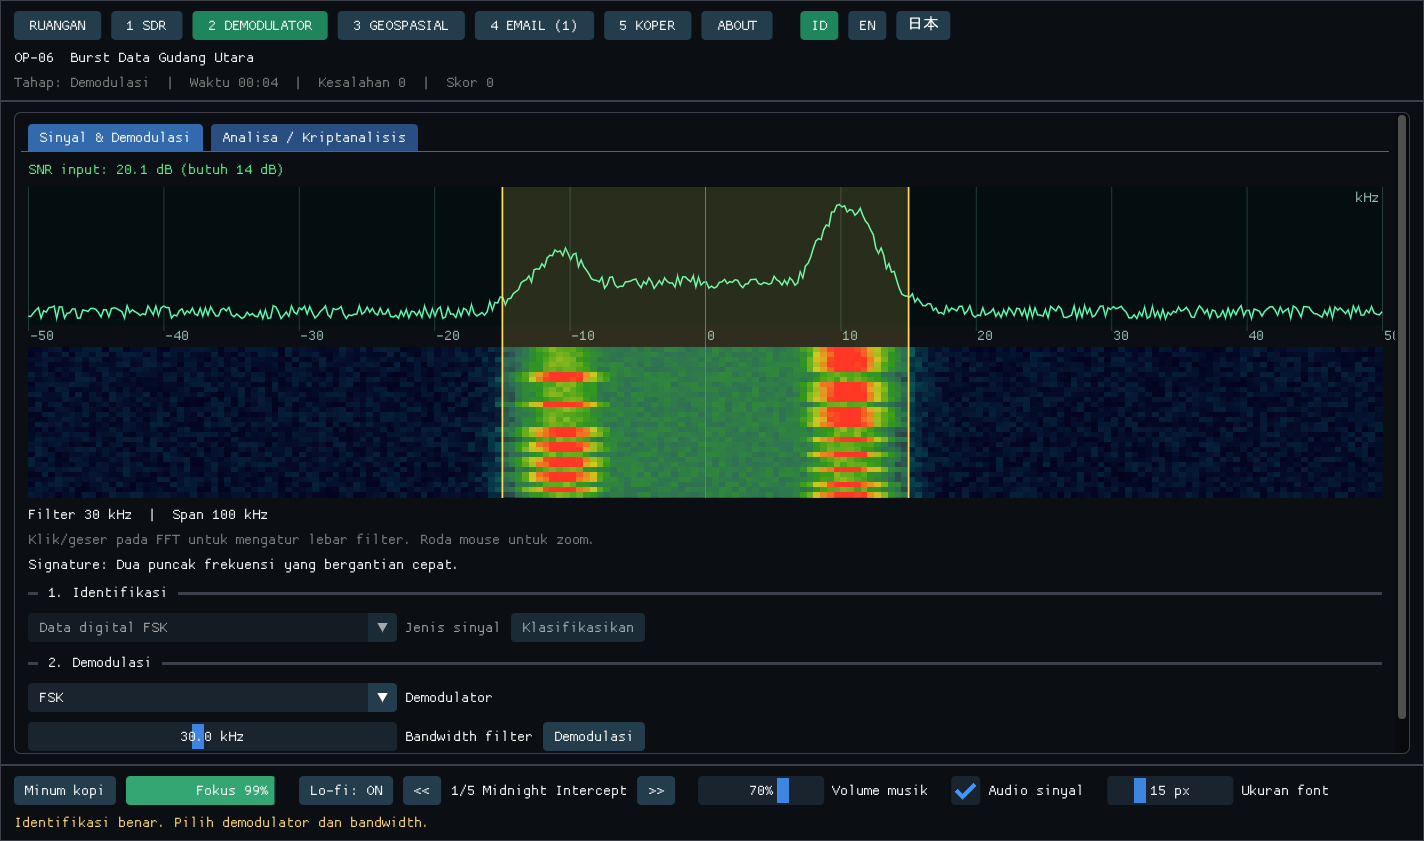 RUANGAN 1 SDR 2 DEMODULATOR 3 GEOSPASIAL 4 EMAIL (1) 5 KOPER ABOUT ID EN 日本
OP-06 Burst Data Gudang Utara
Tahap: Demodulasi | Waktu 00:04 | Kesalahan 0 | Skor 0
Sinyal & Demodulasi Analisa / Kriptanalisis
SNR input: 20.1 dB (butuh 14 dB)
kHz
-50 -40 -30 -20 -10 0 10 20 30 40 50
Filter 30 kHz | Span 100 kHz
Klik/geser pada FFT untuk mengatur lebar filter. Roda mouse untuk zoom.
Signature: Dua puncak frekuensi yang bergantian cepat.
1. Identifikasi
Data digital FSK Jenis sinyal Klasifikasikan
2. Demodulasi
FSK Demodulator
30.0 kHz Bandwidth filter Demodulasi
Minum kopi Fokus 99% Lo-fi: ON << 1/5 Midnight Intercept >> 70% Volume musik Audio sinyal 15 px Ukuran font
Identifikasi benar. Pilih demodulator dan bandwidth.